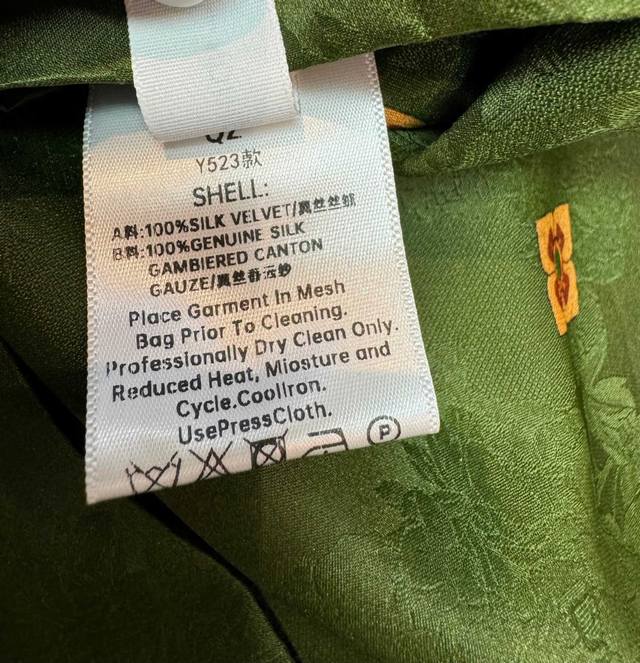 QZ
Y523款
SHELL:
A料:100%SILK VELVET/真丝丝绒
B料:100%GENUINE SILK
GAMBIERED CANTON
GAUZE/真丝香云纱
Place Garment In Mesh
Bag Prior To Cleaning.
Professionally Dry Clean Only.
Reduced Heat, Miosture and
Cycle.CoolIron.
UsePressCloth.
P